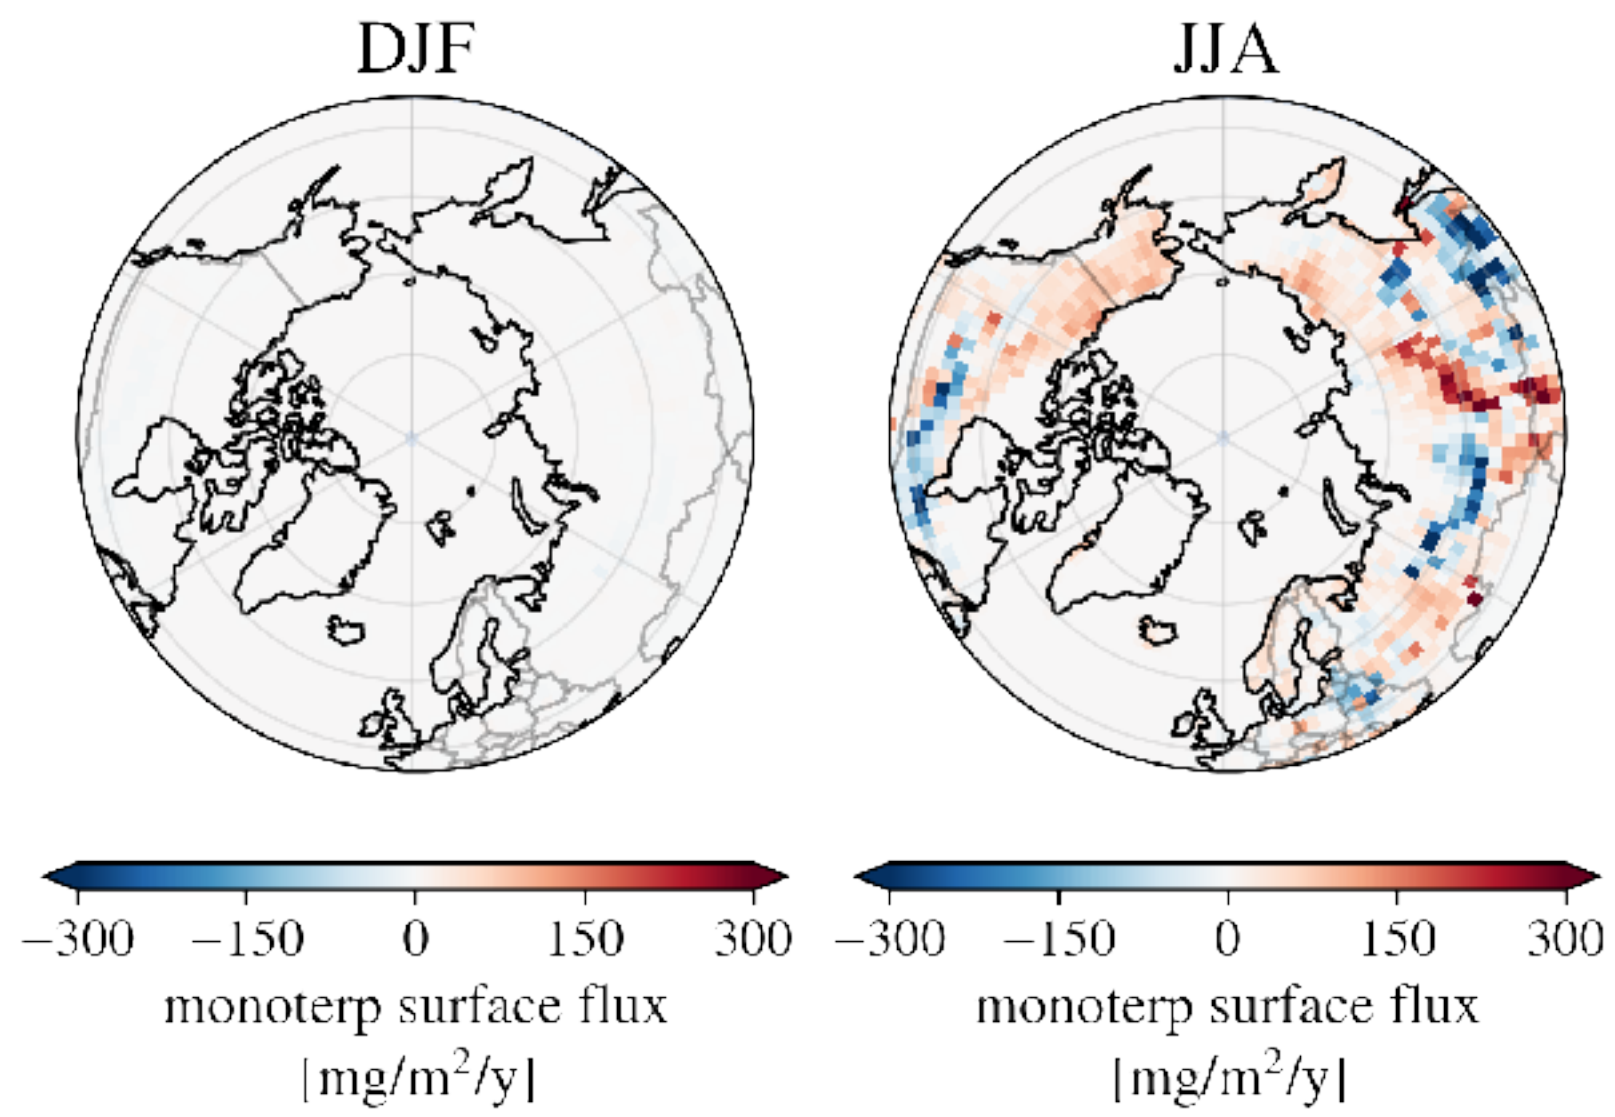 DJF JJA
−300 −150 0 150 300 −300 −150 0 150 300
monoterp surface flux monoterp surface flux
[mg/m²/y] [mg/m²/y]